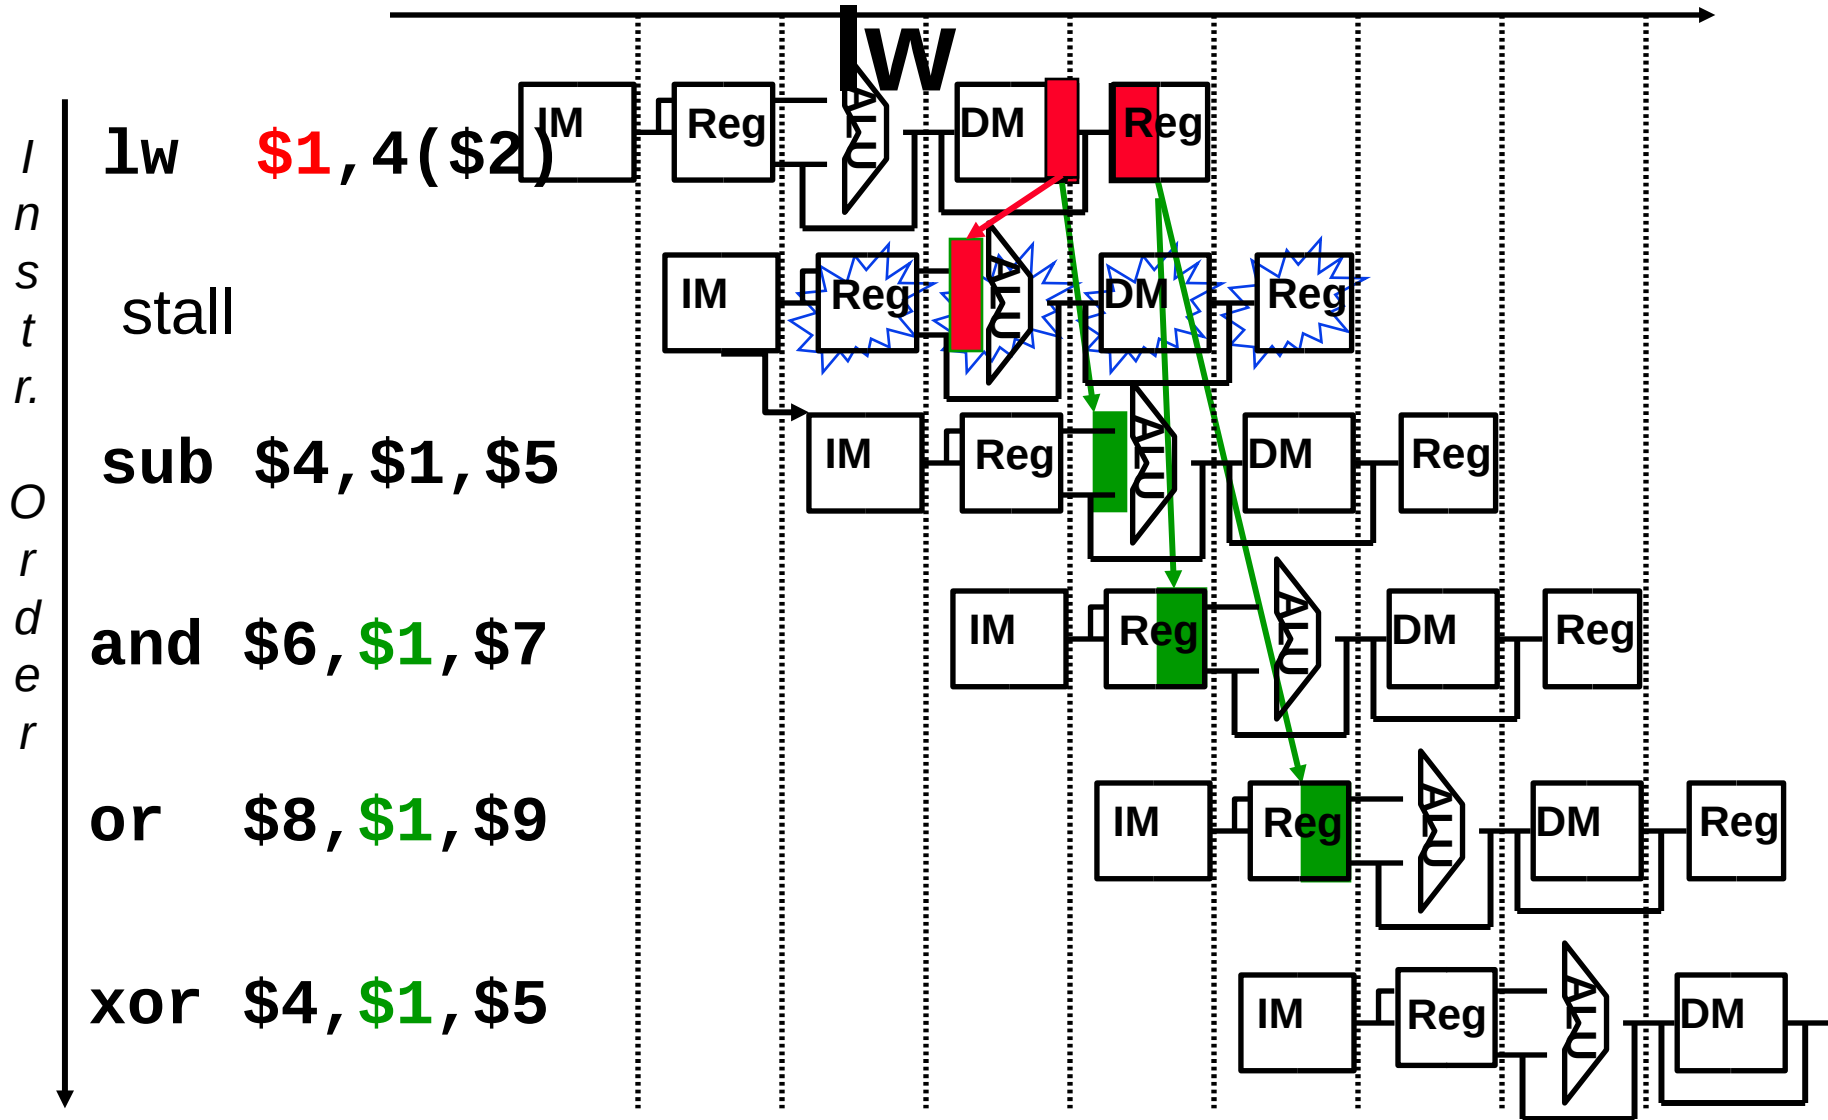 lw
Instr. Order
lw $1,4($2)
IM Reg ALU DM Reg
stall
IM Reg ALU DM Reg
sub $4,$1,$5
IM Reg ALU DM Reg
and $6,$1,$7
IM Reg ALU DM Reg
or $8,$1,$9
IM Reg ALU DM Reg
xor $4,$1,$5
IM Reg ALU DM